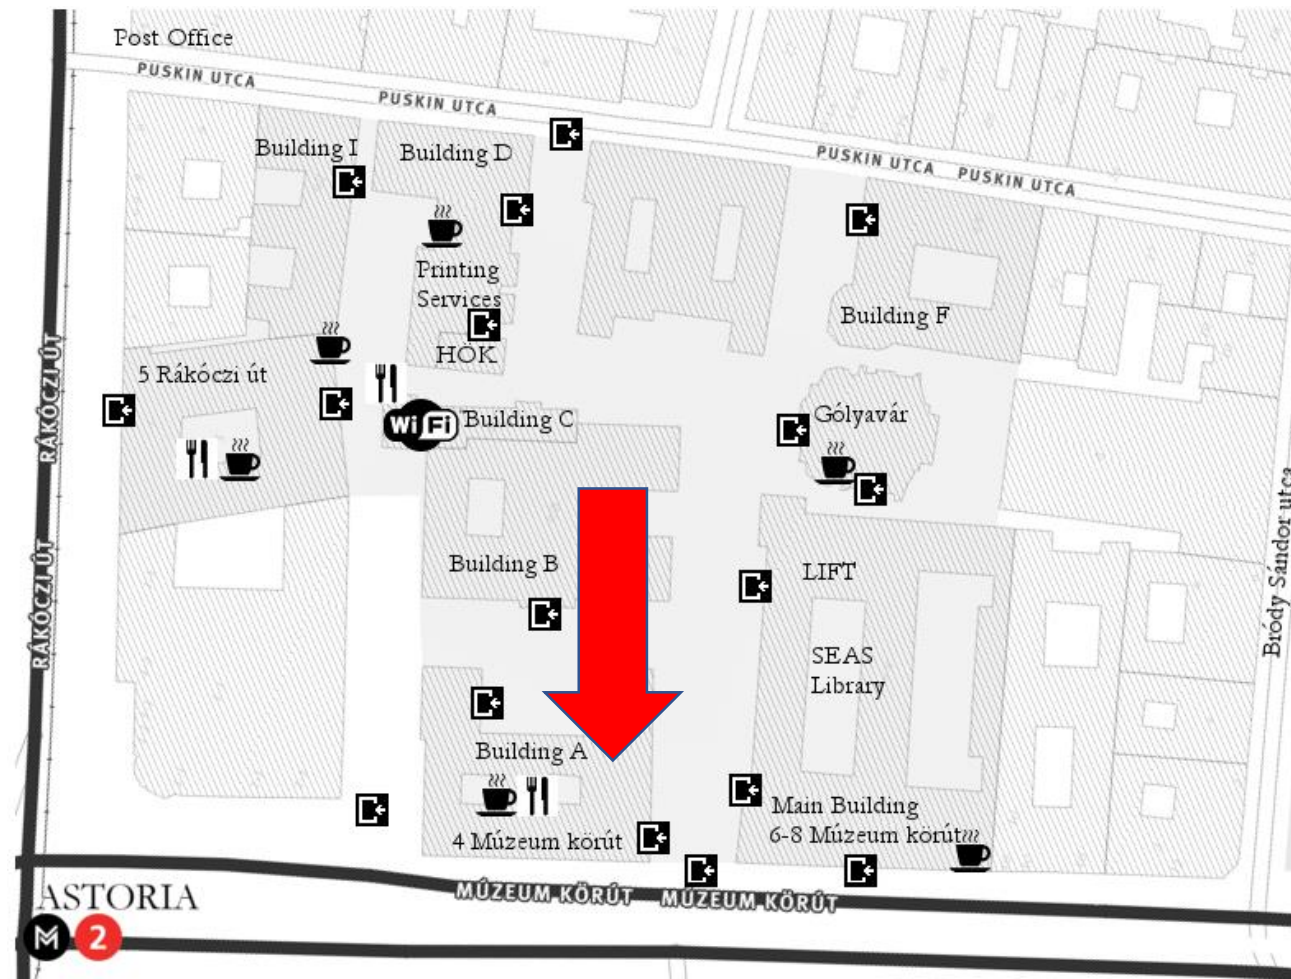 Post Office
PUSKIN UTCA
PUSKIN UTCA
PUSKIN UTCA
PUSKIN UTCA
Building I
Building D
Printing
Services
HÖK
Building F
5 Rákóczi út
RÁKÓCZI ÚT
RÁKÓCZI ÚT
WiFi
Building C
Gólyavár
Building B
LIFT
SEAS
Library
Bródy Sándor utca
Building A
4 Múzeum körút
Main Building
6-8 Múzeum körút
MÚZEUM KÖRÚT
MÚZEUM KÖRÚT
ASTORIA
M 2